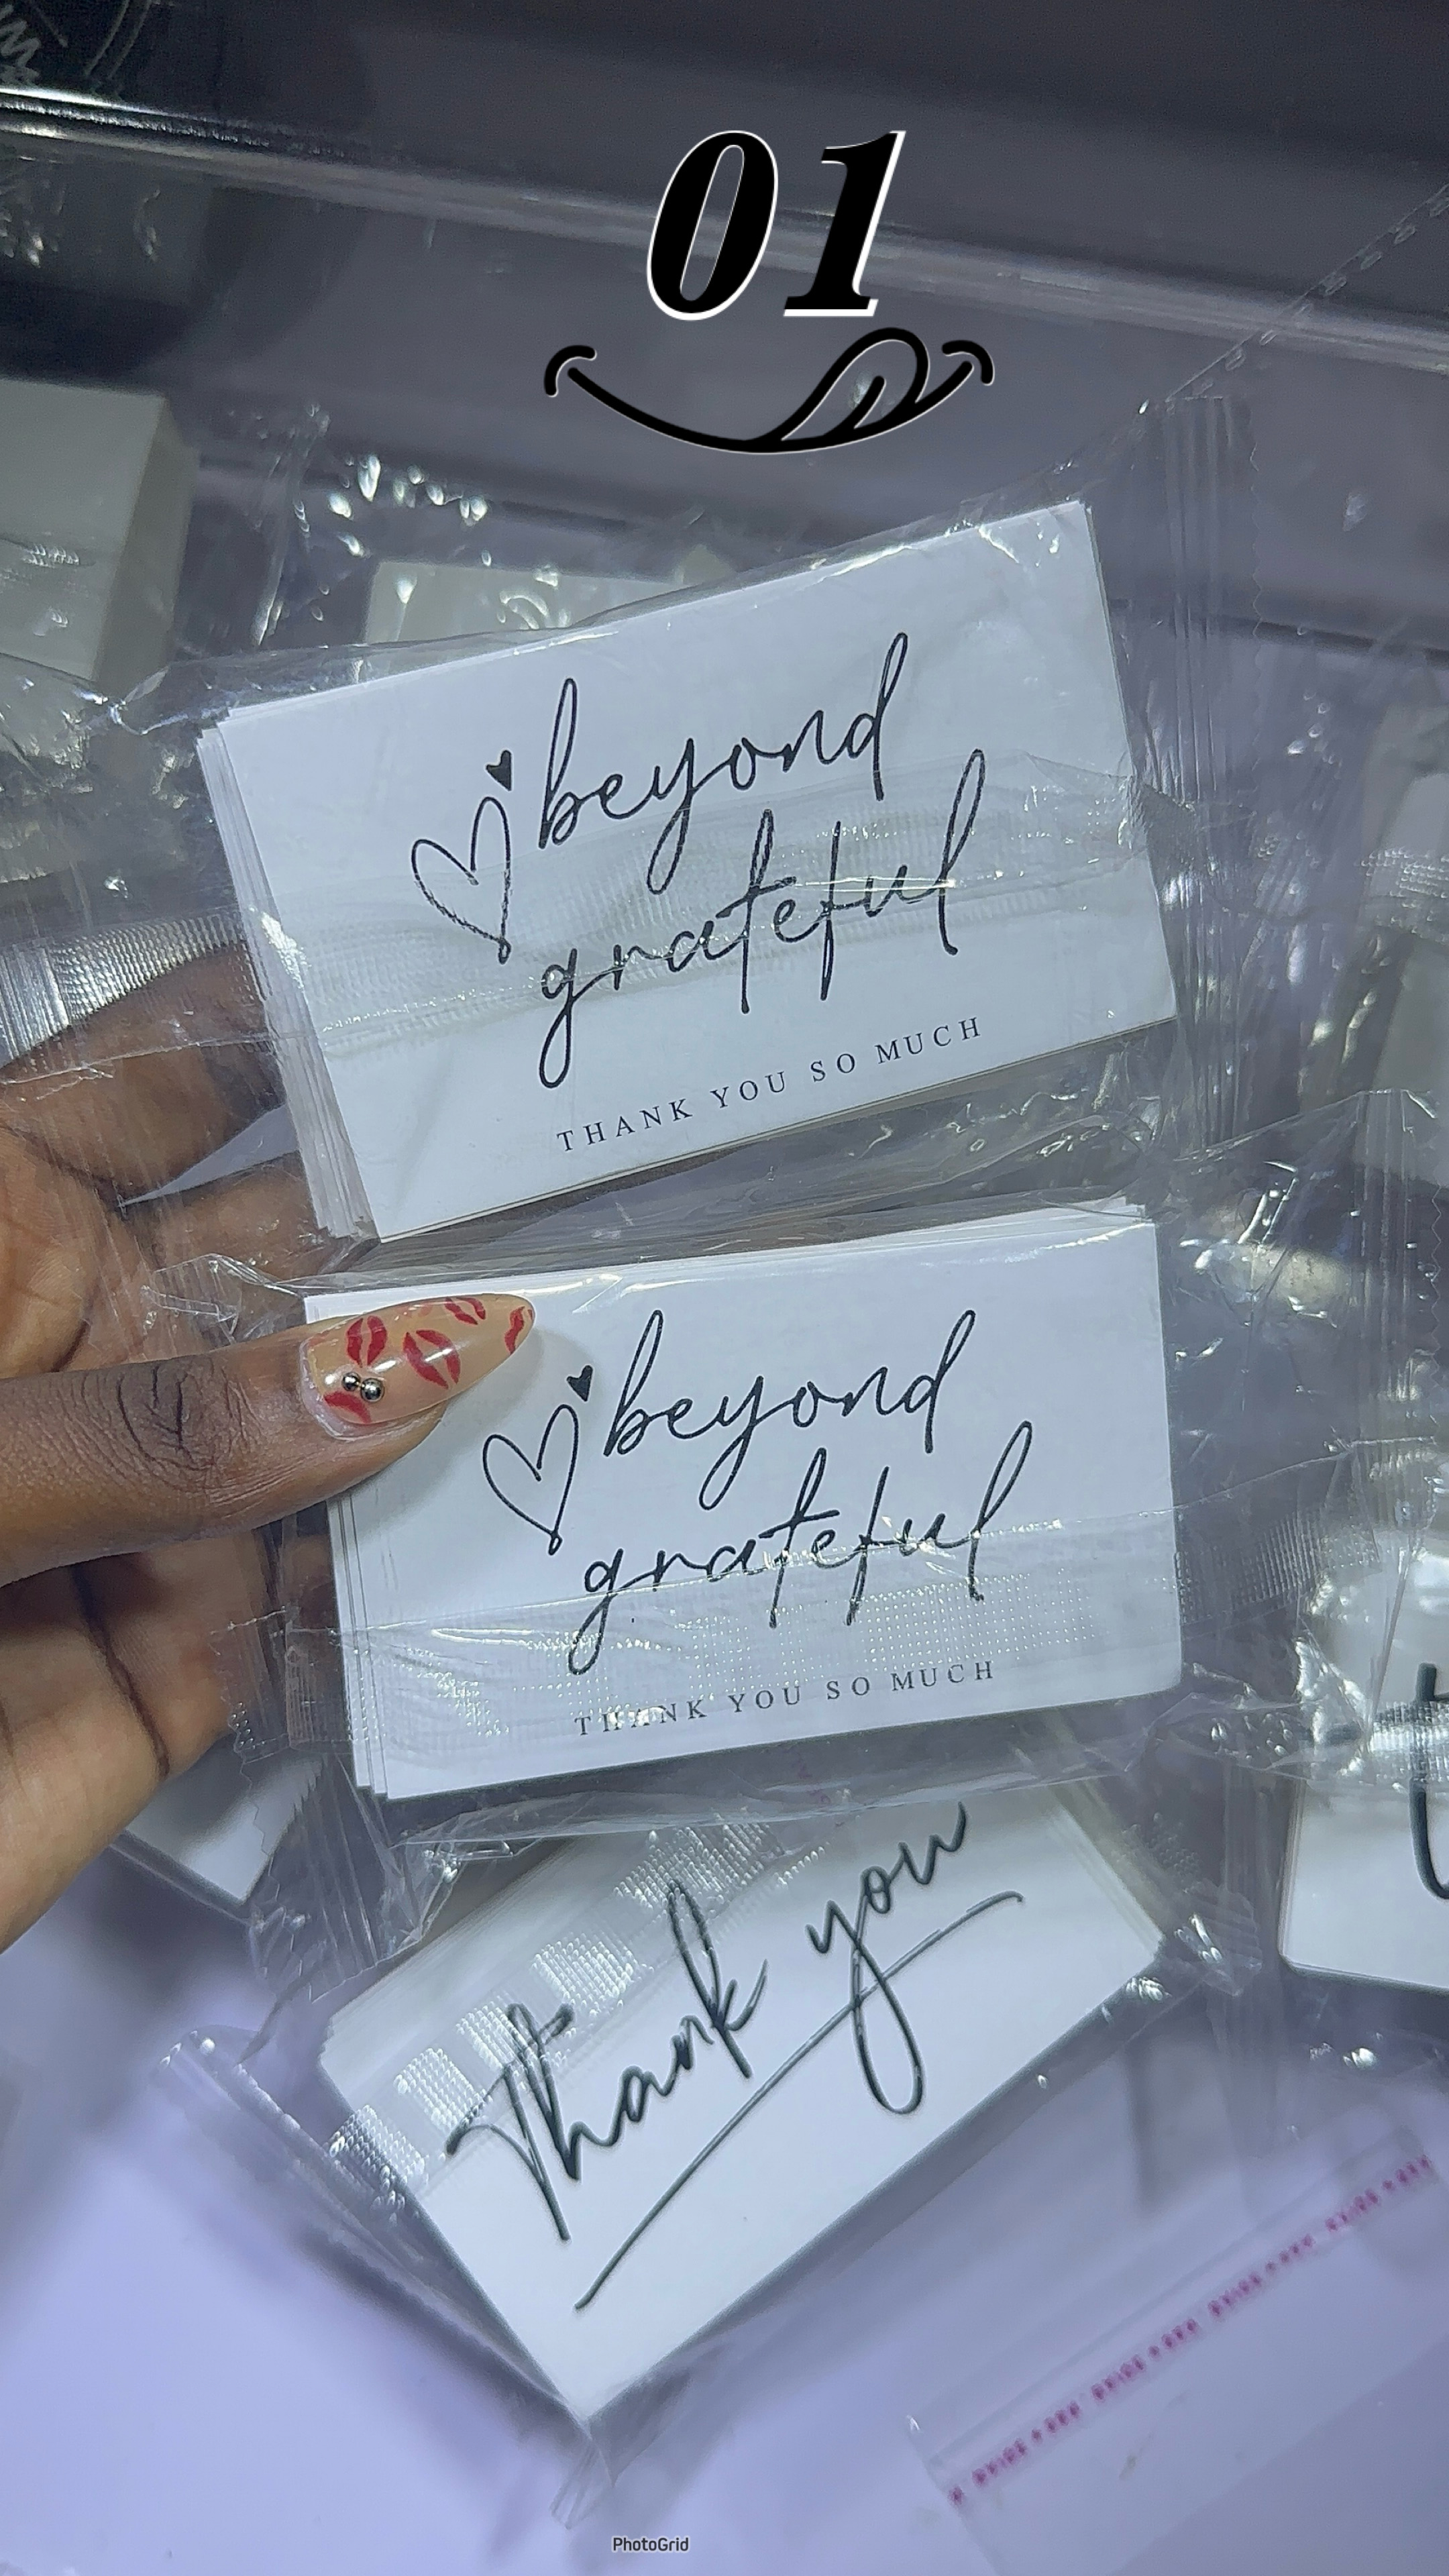 01
beyond
grateful
THANK YOU SO MUCH
beyond
grateful
THANK YOU SO MUCH
Thank you
PhotoGrid